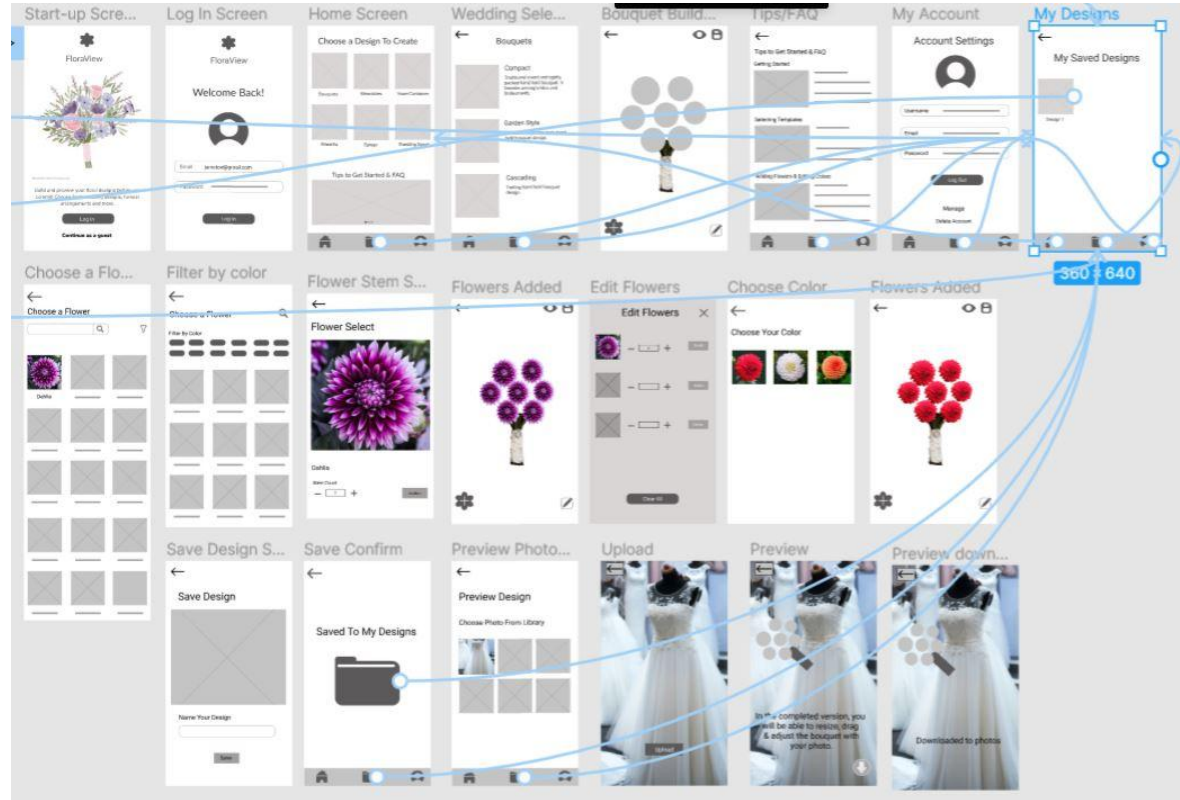 Start-up Scre...
Log In Screen
Home Screen
Wedding Sele...
Bouquet Build...
Tips/FAQ
My Account
My Designs
FloraView
Log In
Continue as a guest
FloraView
Welcome Back!
Email
Log In
Choose a Design To Create
Bouquets
Tips to Get Started & FAQ
Bouquets
Compact
Garden Style
Cascading
design.
Tips to Get Started & FAQ
Getting Started
Selecting Templates
Account Settings
Username
Email
Password
Log Out
Manage
Delete Account
My Saved Designs
Design 1
360 × 640
Choose a Flo...
Filter by color
Flower Stem S...
Flowers Added
Edit Flowers
Choose Color
Flowers Added
Choose a Flower
Dahlia
Choose a Flower
Filter By Color
Flower Select
Dahlia
Stem Count
Edit Flowers
Clear All
Choose Your Color
Save Design S...
Save Confirm
Preview Photo...
Upload
Preview
Preview down...
Save Design
Name Your Design
Save
Saved To My Designs
Preview Design
Choose Photo From Library
Upload
In the completed version, you
will be able to resize, drag
& adjust the bouquet with
your photo.
Downloaded to photos